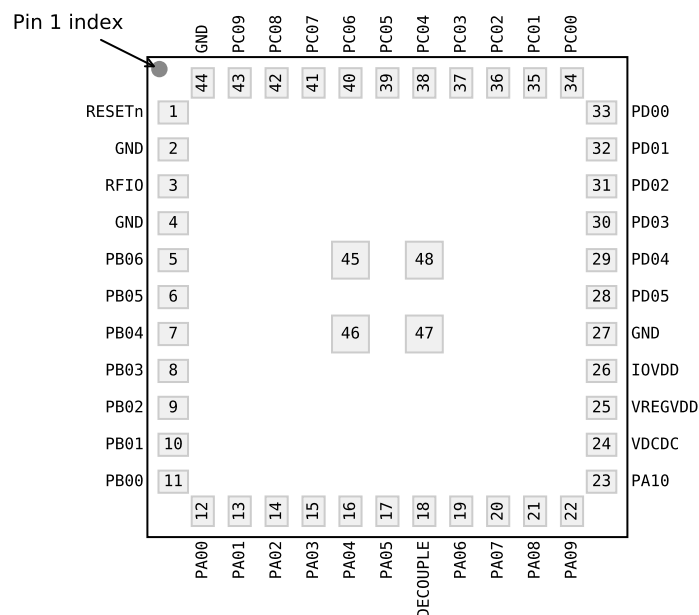 Pin 1 index
GND PC09 PC08 PC07 PC06 PC05 PC04 PC03 PC02 PC01 PC00
44 43 42 41 40 39 38 37 36 35 34
RESETn 1 33 PD00
GND 2 32 PD01
RFIO 3 31 PD02
GND 4 30 PD03
PB06 5 45 48 29 PD04
PB05 6 28 PD05
PB04 7 46 47 27 GND
PB03 8 26 IOVDD
PB02 9 25 VREGVDD
PB01 10 24 VDCDC
PB00 11 23 PA10
12 13 14 15 16 17 18 19 20 21 22
PA00 PA01 PA02 PA03 PA04 PA05 DECOUPLE PA06 PA07 PA08 PA09